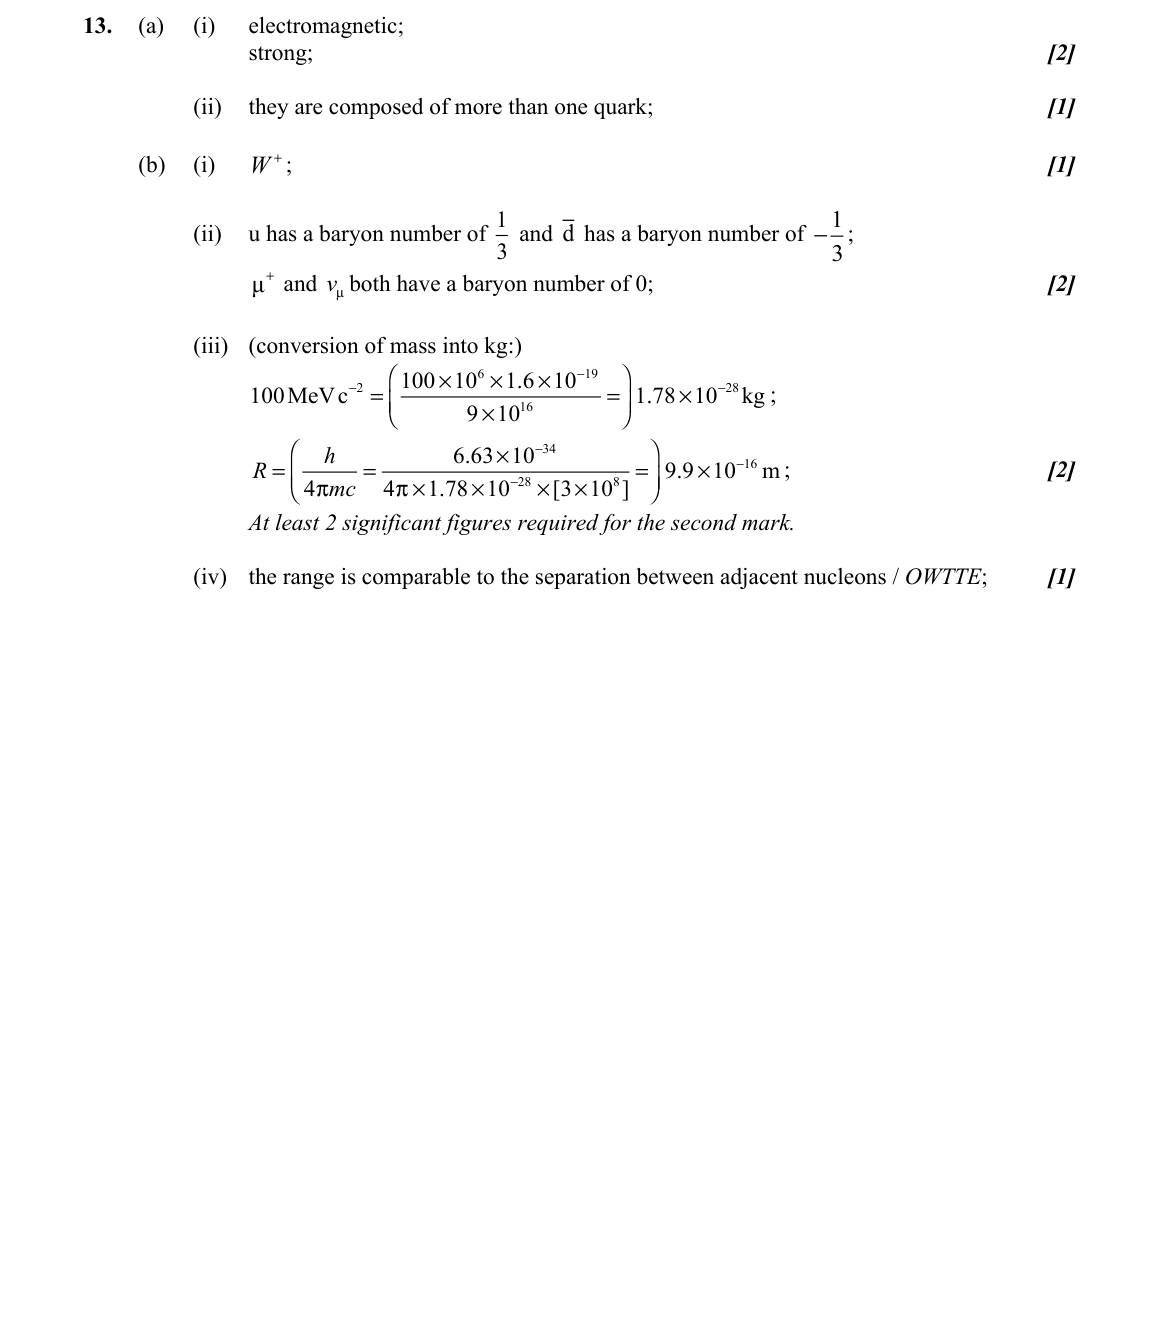 13. (a) (i) electromagnetic;
strong; [2]
(ii) they are composed of more than one quark; [1]
(b) (i) W⁺; [1]
(ii) u has a baryon number of 1/3 and d̅ has a baryon number of −1/3;
μ⁺ and ν_μ both have a baryon number of 0; [2]
(iii) (conversion of mass into kg:)
100 MeV c⁻² = ( (100×10⁶ ×1.6×10⁻¹⁹)/(9×10¹⁶) = ) 1.78×10⁻²⁸ kg ;
R = ( h/(4πmc) = (6.63×10⁻³⁴)/(4π×1.78×10⁻²⁸ ×[3×10⁸]) = ) 9.9×10⁻¹⁶ m ; [2]
At least 2 significant figures required for the second mark.
(iv) the range is comparable to the separation between adjacent nucleons / OWTTE; [1]